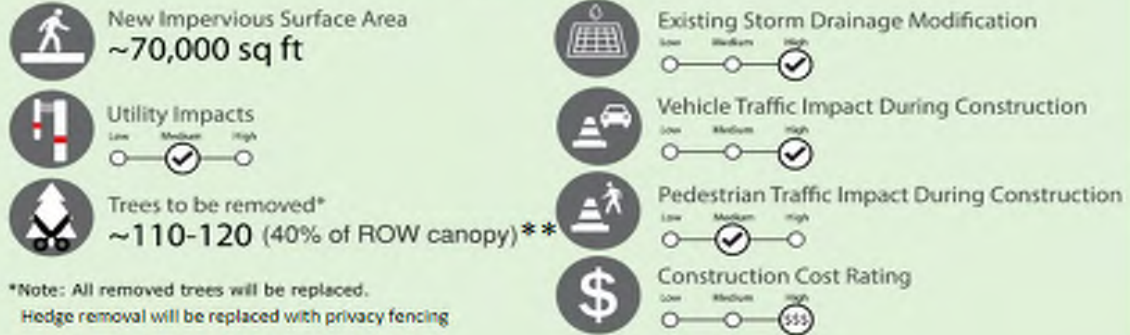 New Impervious Surface Area
~70,000 sq ft
Utility Impacts
Low Medium High
Trees to be removed*
~110-120 (40% of ROW canopy)**
*Note: All removed trees will be replaced.
Hedge removal will be replaced with privacy fencing
Existing Storm Drainage Modification
Low Medium High
Vehicle Traffic Impact During Construction
Low Medium High
Pedestrian Traffic Impact During Construction
Low Medium High
$
Construction Cost Rating
Low Medium High
$$$